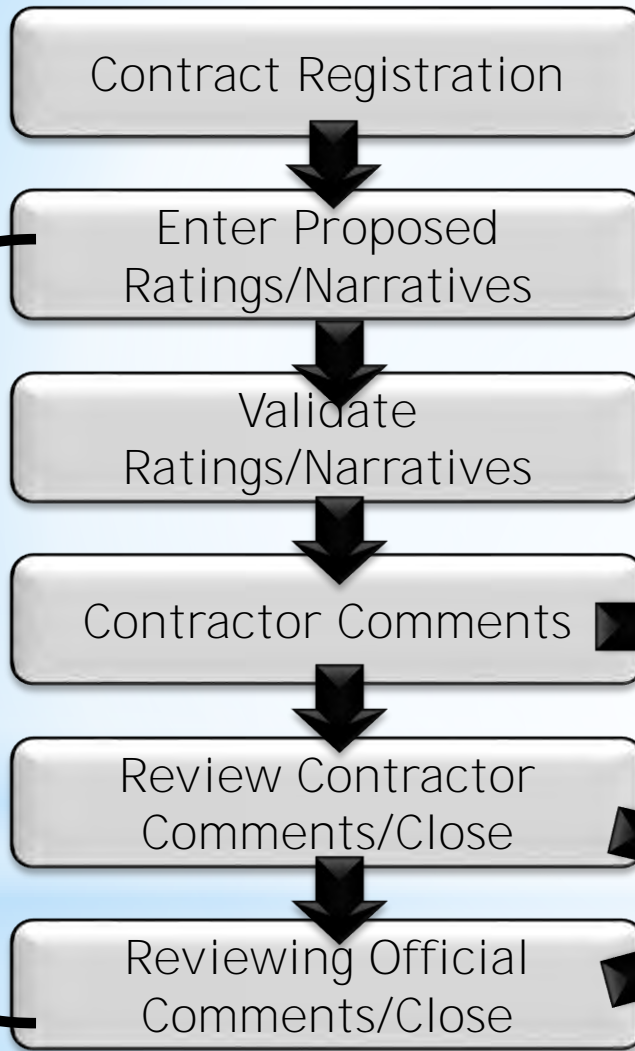 Contract Registration
Enter Proposed
Ratings/Narratives
Validate
Ratings/Narratives
Contractor Comments
Review Contractor
Comments/Close
Reviewing Official
Comments/Close